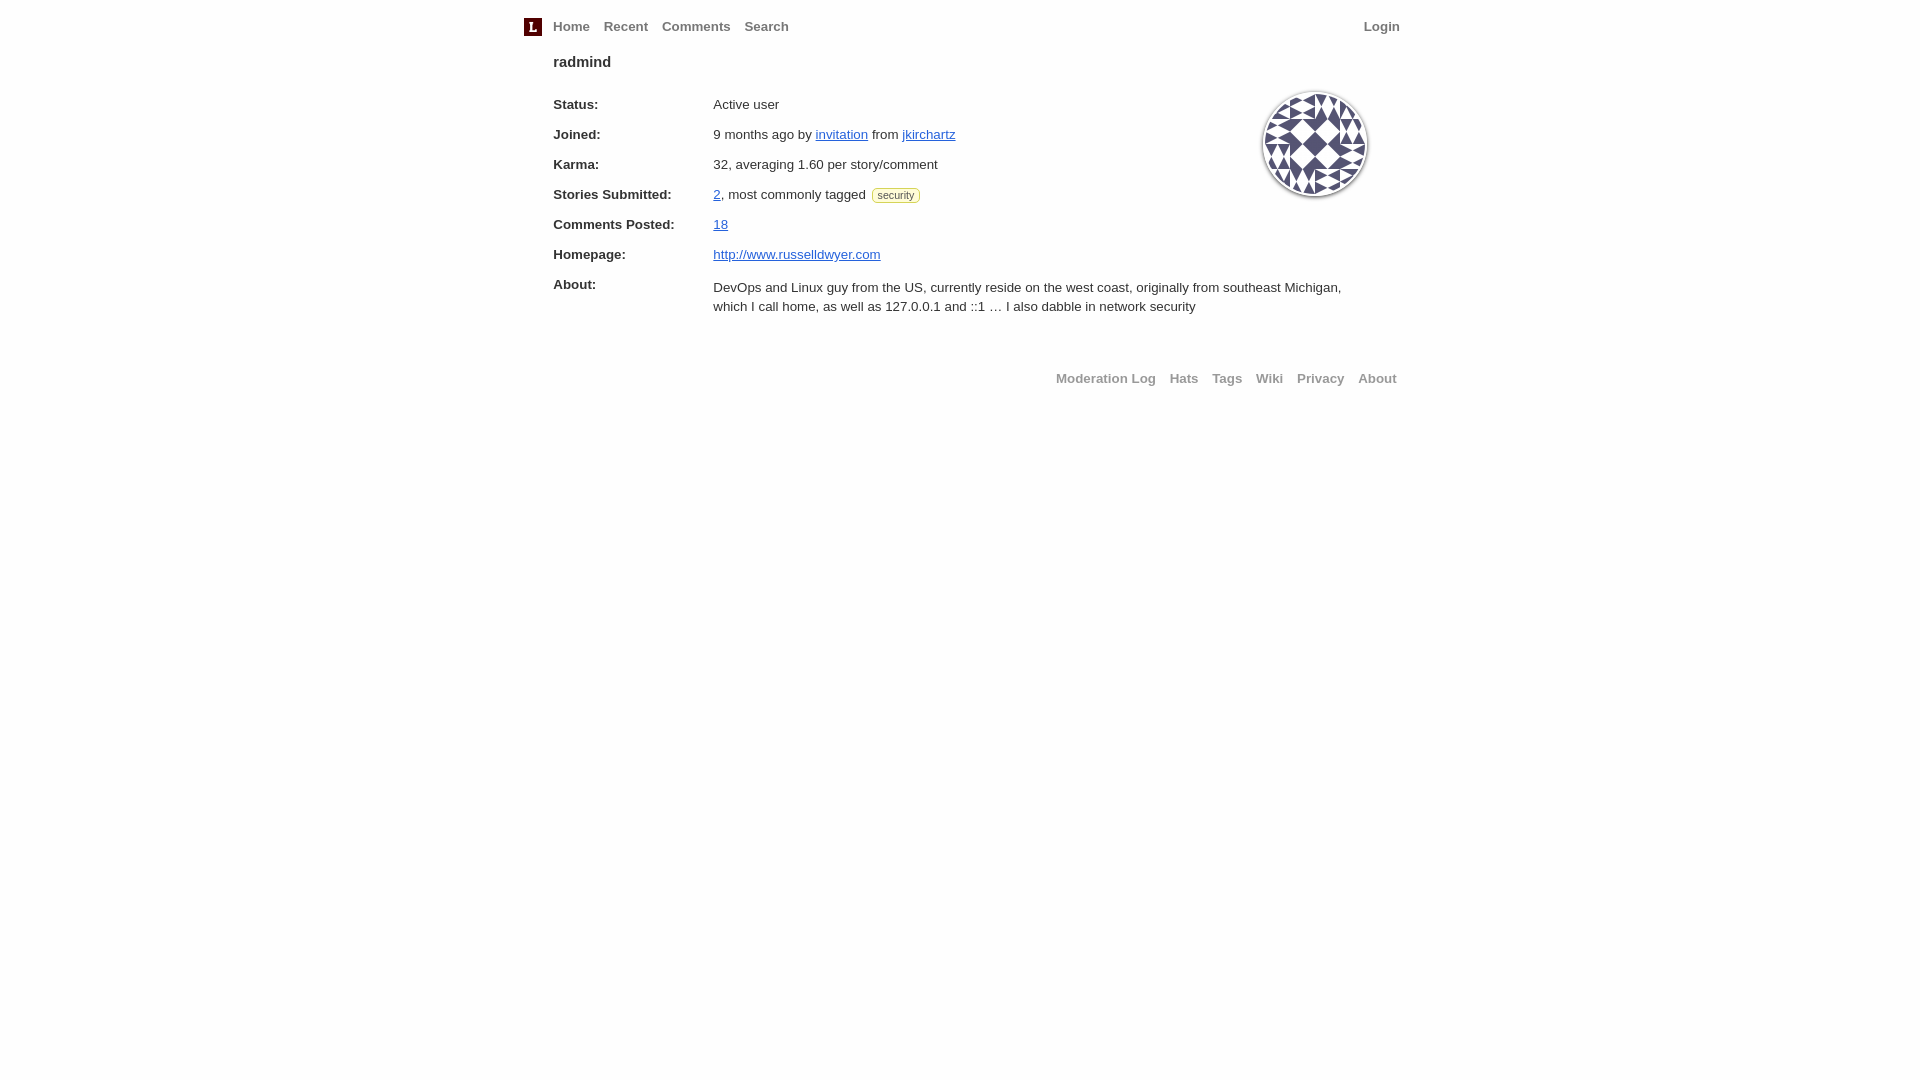 L Home Recent Comments Search Login
radmind
Status: Active user
Joined: 9 months ago by invitation from jkirchartz
Karma: 32, averaging 1.60 per story/comment
Stories Submitted: 2, most commonly tagged security
Comments Posted: 18
Homepage: http://www.russelldwyer.com
About: DevOps and Linux guy from the US, currently reside on the west coast, originally from southeast Michigan,
which I call home, as well as 127.0.0.1 and ::1 … I also dabble in network security
Moderation Log Hats Tags Wiki Privacy About